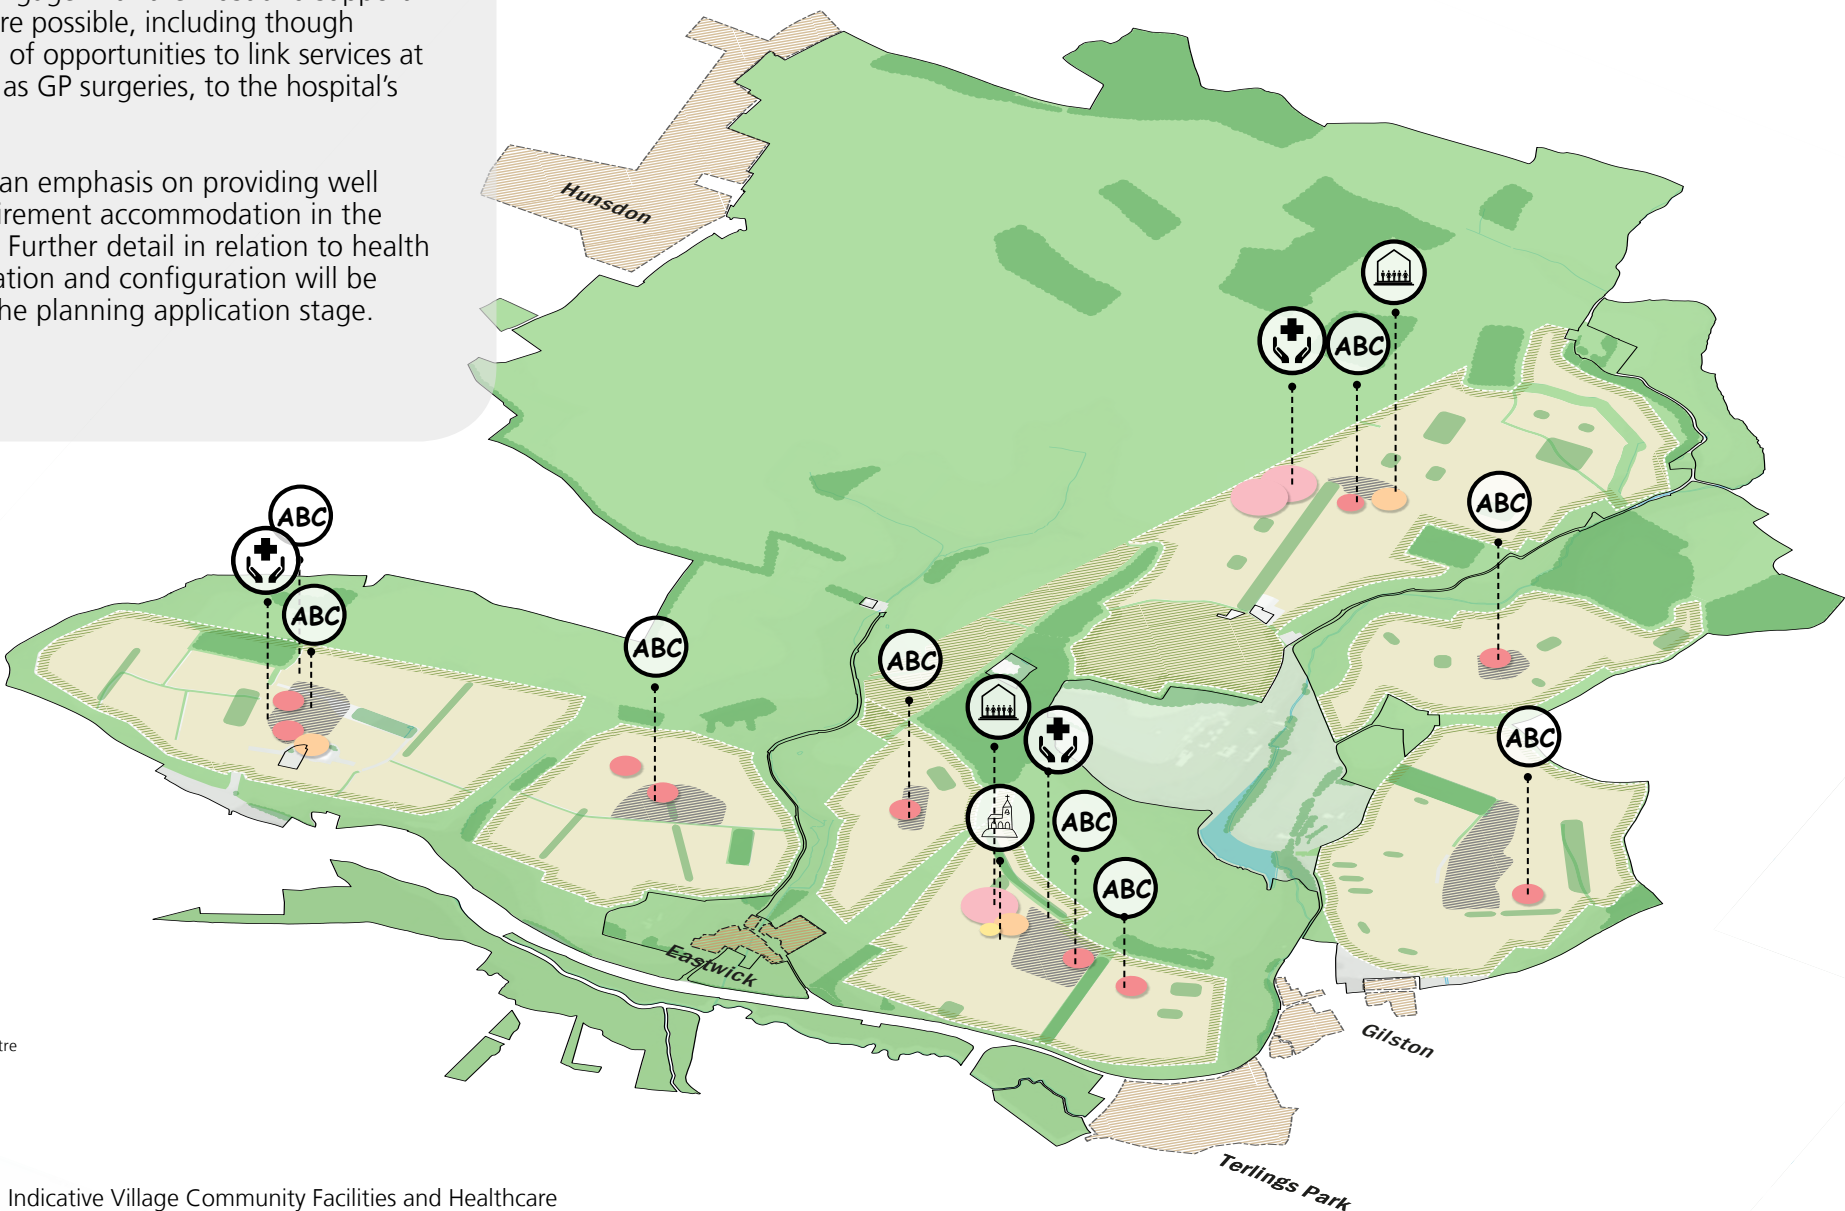 re possible, including though
of opportunities to link services at
as GP surgeries, to the hospital's
an emphasis on providing well
irement accommodation in the
Further detail in relation to health
ation and configuration will be
he planning application stage.
Hunsdon
ABC
ABC
ABC
ABC
ABC
ABC
ABC
ABC
ABC
ABC
Eastwick
Gilston
tre
Terlings Park
Indicative Village Community Facilities and Healthcare